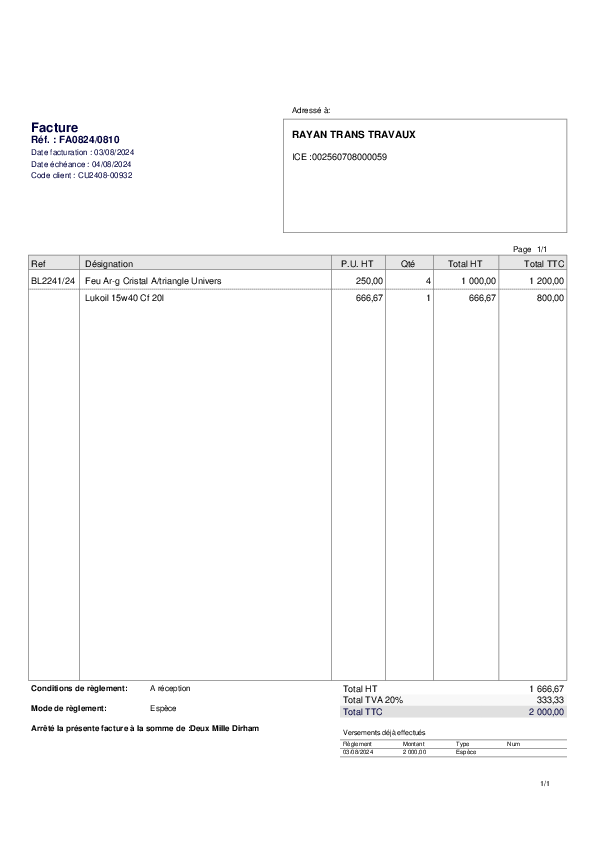 Adressé à:
Facture
Réf. : FA0824/0810
Date facturation : 03/08/2024
Date échéance : 04/08/2024
Code client : CU2408-00932
RAYAN TRANS TRAVAUX
ICE :002560708000059
Page 1/1
Ref Désignation P.U. HT Qté Total HT Total TTC
BL2241/24 Feu Ar-g Cristal A/triangle Univers 250,00 4 1 000,00 1 200,00
Lukoil 15w40 Cf 20l 666,67 1 666,67 800,00
Conditions de règlement: A réception
Mode de règlement: Espèce
Arrêté la présente facture à la somme de :Deux Mille Dirham
Total HT 1 666,67
Total TVA 20% 333,33
Total TTC 2 000,00
Versements déjà effectués
Règlement Montant Type Num
03/08/2024 2 000,00 Espèce
1/1